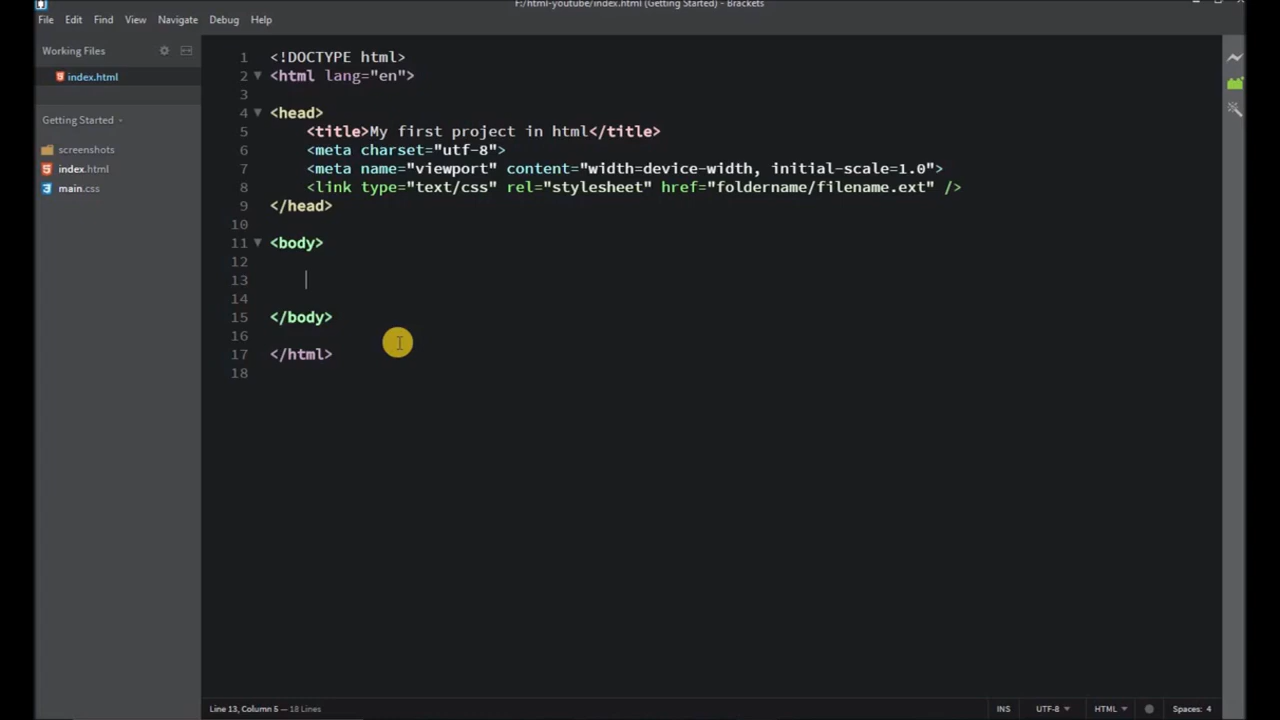 F:/html-youtube/index.html (Getting Started) - Brackets
File Edit Find View Navigate Debug Help
Working Files
index.html
Getting Started
screenshots
index.html
main.css
1 <!DOCTYPE html>
2 <html lang="en">
3
4 <head>
5 <title>My first project in html</title>
6 <meta charset="utf-8">
7 <meta name="viewport" content="width=device-width, initial-scale=1.0">
8 <link type="text/css" rel="stylesheet" href="foldername/filename.ext" />
9 </head>
10
11 <body>
12
13
14
15 </body>
16
17 </html>
18
Line 13, Column 5 — 18 Lines
INS UTF-8 HTML Spaces: 4